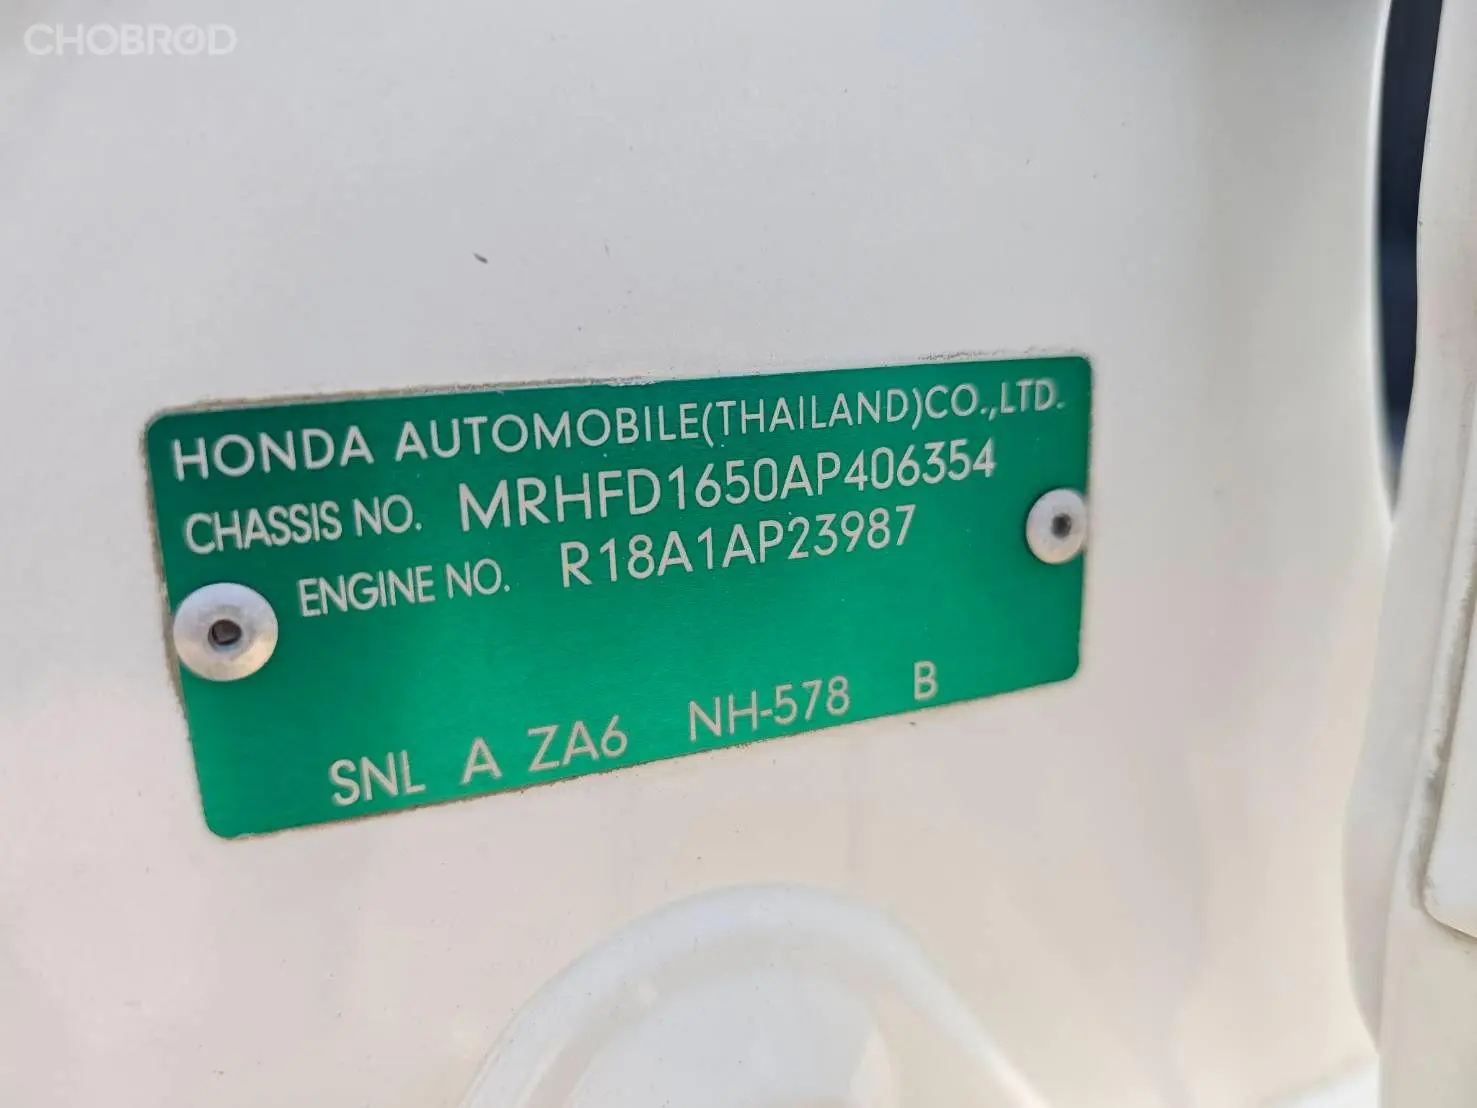 CHOBROD
HONDA AUTOMOBILE(THAILAND)CO.,LTD.
CHASSIS NO. MRHFD1650AP406354
ENGINE NO. R18A1AP23987
SNL A ZA6 NH-578 B